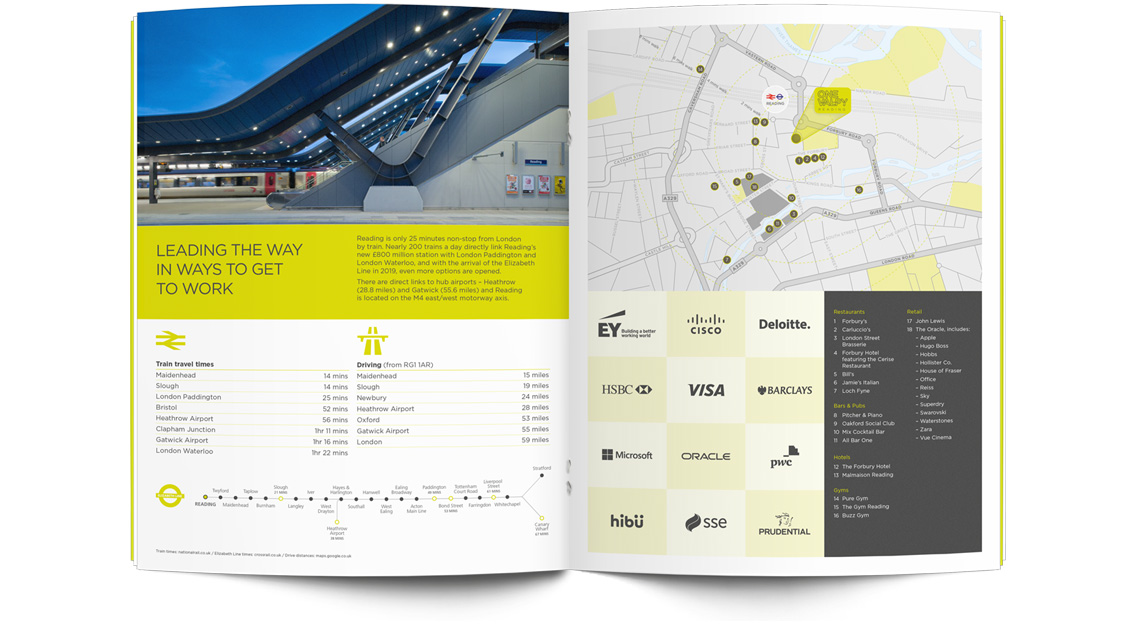 Reading
LEADING THE WAY
IN WAYS TO GET
TO WORK
Reading is only 25 minutes non-stop from London
by train. Nearly 200 trains a day directly link Reading's
new £800 million station with London Paddington and
London Waterloo, and with the arrival of the Elizabeth
Line in 2019, even more options are opened.
There are direct links to hub airports – Heathrow
(28.8 miles) and Gatwick (55.6 miles) and Reading
is located on the M4 east/west motorway axis.
Train travel times
Maidenhead 14 mins
Slough 14 mins
London Paddington 25 mins
Bristol 52 mins
Heathrow Airport 56 mins
Clapham Junction 1hr 11 mins
Gatwick Airport 1hr 16 mins
London Waterloo 1hr 22 mins
Driving (from RG1 1AR)
Maidenhead 15 miles
Slough 19 miles
Newbury 24 miles
Heathrow Airport 28 miles
Oxford 53 miles
Gatwick Airport 55 miles
London 59 miles
READING
Twyford
Maidenhead
Taplow
Burnham
Slough
21 MINS
Langley
Iver
West
Drayton
Hayes &
Harlington
Heathrow
Airport
Southall
Hanwell
West
Ealing
Ealing
Broadway
Acton
Main Line
Paddington
Bond Street
53 MINS
Tottenham
Court Road
Farringdon
Liverpool
Street
Whitechapel
Stratford
Canary
Wharf
67 MINS
Train times: nationalrail.co.uk / Elizabeth Line times: crossrail.co.uk / Drive distances: maps.google.co.uk
READING
ONE
VALPY
READING
CAVERSHAM ROAD
FORBURY ROAD
QUEENS ROAD
LONDON ROAD
A329
A329
A329
EY Building a better
working world
CISCO
Deloitte.
HSBC
VISA
BARCLAYS
Microsoft
ORACLE
pwc
hibü
sse
PRUDENTIAL
Restaurants
1 Forbury's
2 Carluccio's
3 London Street
Brasserie
4 Forbury Hotel
featuring the Cerise
Restaurant
5 Bill's
6 Jamie's Italian
7 Loch Fyne
Bars & Pubs
8 Pitcher & Piano
9 Oakford Social Club
10 Mix Cocktail Bar
11 All Bar One
Hotels
12 The Forbury Hotel
13 Malmaison Reading
Gyms
14 Pure Gym
15 The Gym Reading
16 Buzz Gym
Retail
17 John Lewis
18 The Oracle, includes:
– Apple
– Hugo Boss
– Hobbs
– Hollister Co.
– House of Fraser
– Office
– Reiss
– Sky
– Superdry
– Swarovski
– Waterstones
– Zara
– Vue Cinema